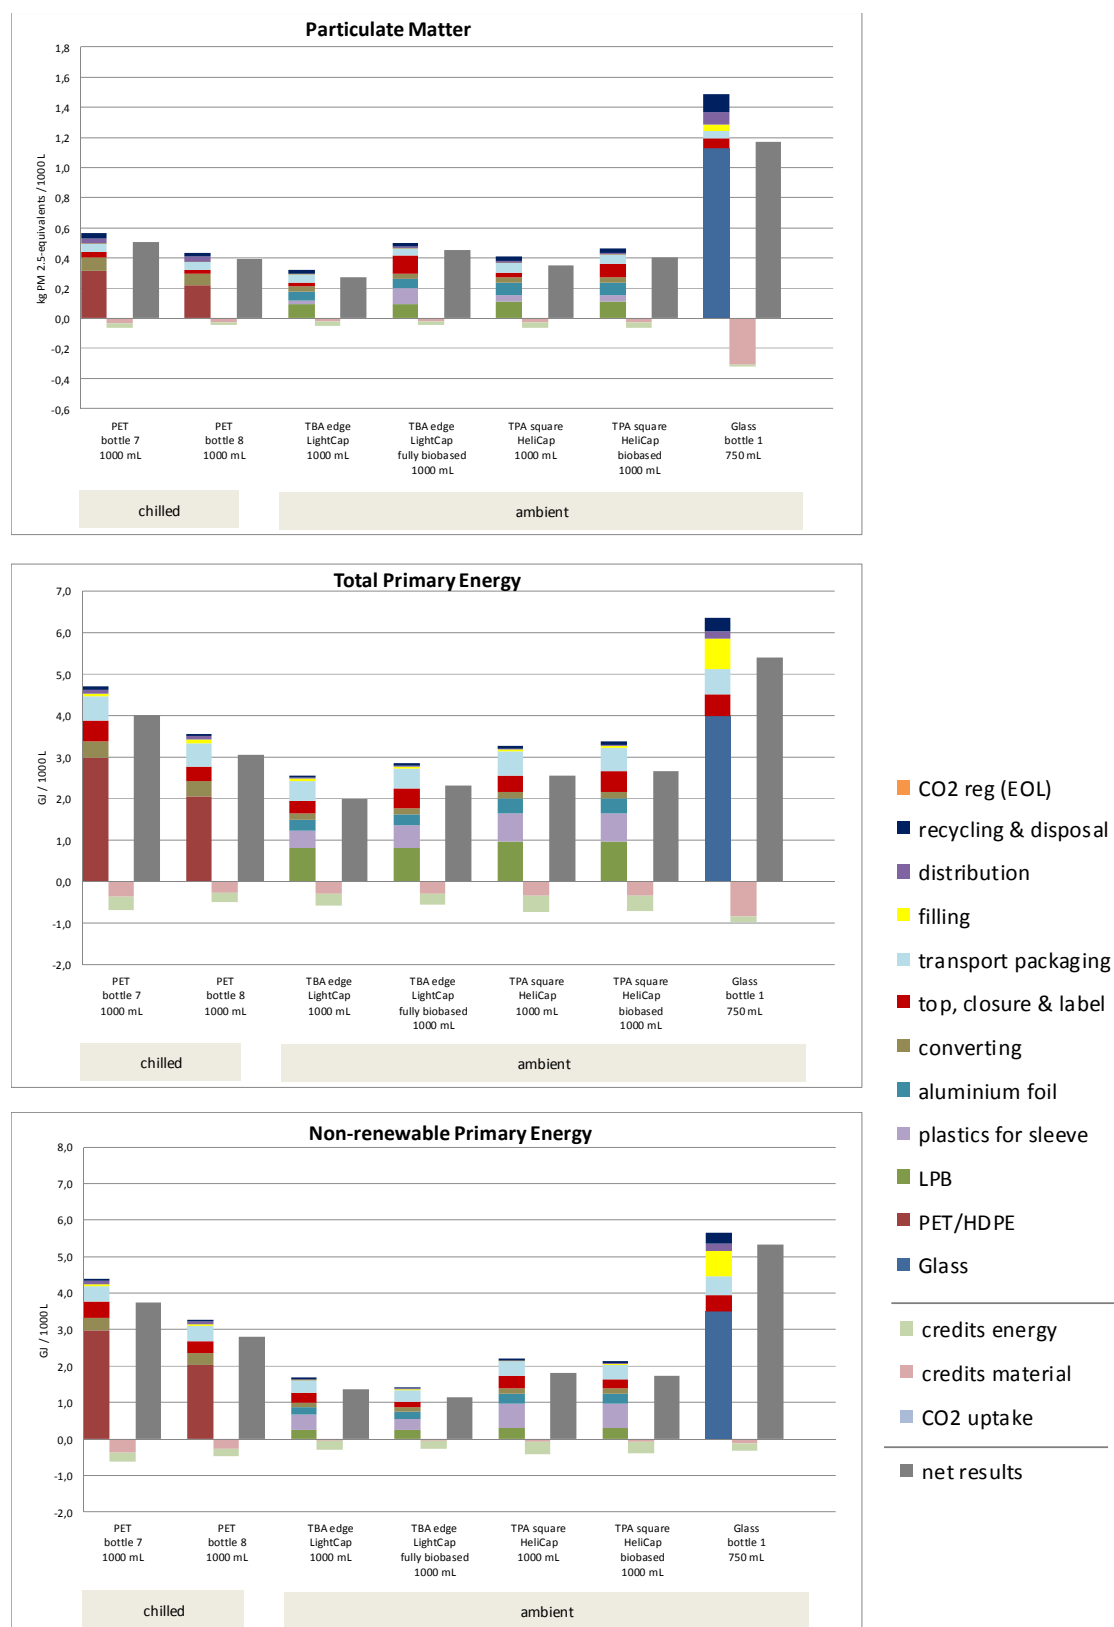 Particulate Matter
kg PM 2.5-equivalents / 1000 L
1,8
1,6
1,4
1,2
1,0
0,8
0,6
0,4
0,2
0,0
-0,2
-0,4
-0,6
PET
bottle 7
1000 mL
PET
bottle 8
1000 mL
TBA edge
LightCap
1000 mL
TBA edge
LightCap
fully biobased
1000 mL
TPA square
HeliCap
1000 mL
TPA square
HeliCap
biobased
1000 mL
Glass
bottle 1
750 mL
chilled
ambient
Total Primary Energy
GJ / 1000 L
7,0
6,0
5,0
4,0
3,0
2,0
1,0
0,0
-1,0
-2,0
PET
bottle 7
1000 mL
PET
bottle 8
1000 mL
TBA edge
LightCap
1000 mL
TBA edge
LightCap
fully biobased
1000 mL
TPA square
HeliCap
1000 mL
TPA square
HeliCap
biobased
1000 mL
Glass
bottle 1
750 mL
chilled
ambient
Non-renewable Primary Energy
GJ / 1000 L
8,0
7,0
6,0
5,0
4,0
3,0
2,0
1,0
0,0
-1,0
-2,0
PET
bottle 7
1000 mL
PET
bottle 8
1000 mL
TBA edge
LightCap
1000 mL
TBA edge
LightCap
fully biobased
1000 mL
TPA square
HeliCap
1000 mL
TPA square
HeliCap
biobased
1000 mL
Glass
bottle 1
750 mL
chilled
ambient
CO2 reg (EOL)
recycling & disposal
distribution
filling
transport packaging
top, closure & label
converting
aluminium foil
plastics for sleeve
LPB
PET/HDPE
Glass
credits energy
credits material
CO2 uptake
net results